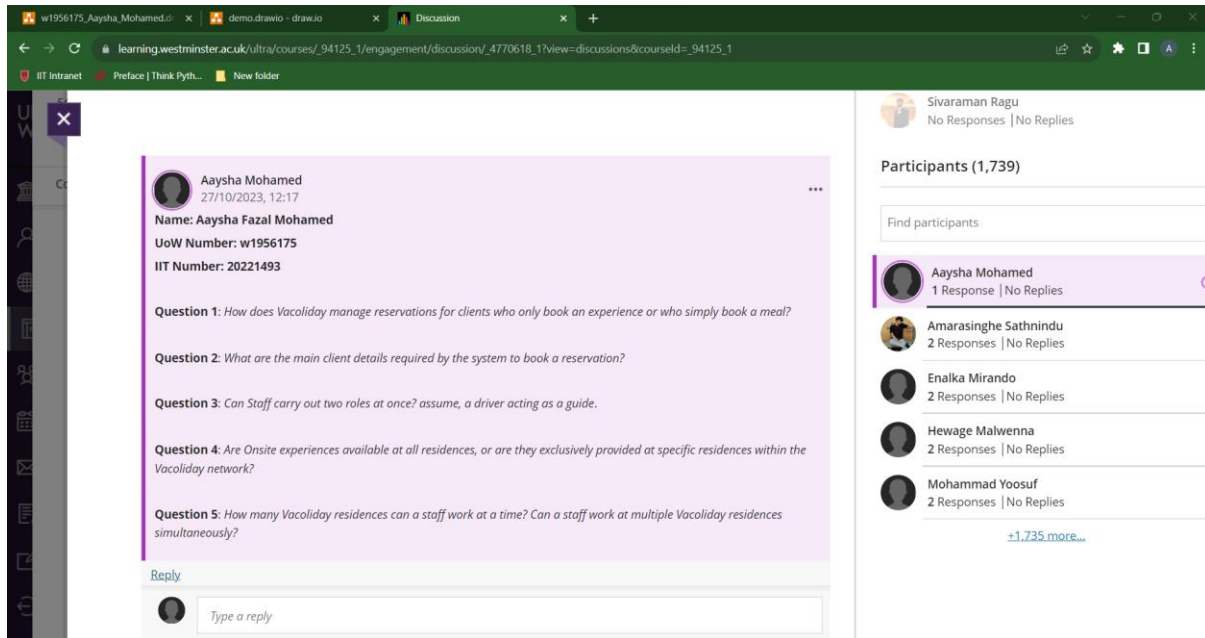 w1956175_Aaysha_Mohamed.d
demo.drawio - draw.io
Discussion
learning.westminster.ac.uk/ultra/courses/_94125_1/engagement/discussion/_4770618_1?view=discussions&courseId=_94125_1
A
IIT Intranet
Preface | Think Pyth...
New folder
Aaysha Mohamed
27/10/2023, 12:17
Name: Aaysha Fazal Mohamed
UoW Number: w1956175
IIT Number: 20221493
Question 1: How does Vacoliday manage reservations for clients who only book an experience or who simply book a meal?
Question 2: What are the main client details required by the system to book a reservation?
Question 3: Can Staff carry out two roles at once? assume, a driver acting as a guide.
Question 4: Are Onsite experiences available at all residences, or are they exclusively provided at specific residences within the
Vacoliday network?
Question 5: How many Vacoliday residences can a staff work at a time? Can a staff work at multiple Vacoliday residences
simultaneously?
Reply
Type a reply
Sivaraman Ragu
No Responses | No Replies
Participants (1,739)
Find participants
Aaysha Mohamed
1 Response | No Replies
Amarasinghe Sathnindu
2 Responses | No Replies
Enalka Mirando
2 Responses | No Replies
Hewage Malwenna
2 Responses | No Replies
Mohammad Yoosuf
2 Responses | No Replies
+1,735 more...